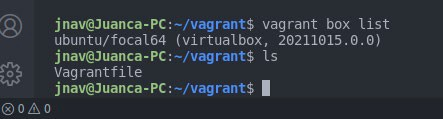 jnav@Juanca-PC:~/vagrant$ vagrant box list
ubuntu/focal64 (virtualbox, 20211015.0.0)
jnav@Juanca-PC:~/vagrant$ ls
Vagrantfile
jnav@Juanca-PC:~/vagrant$
0 0